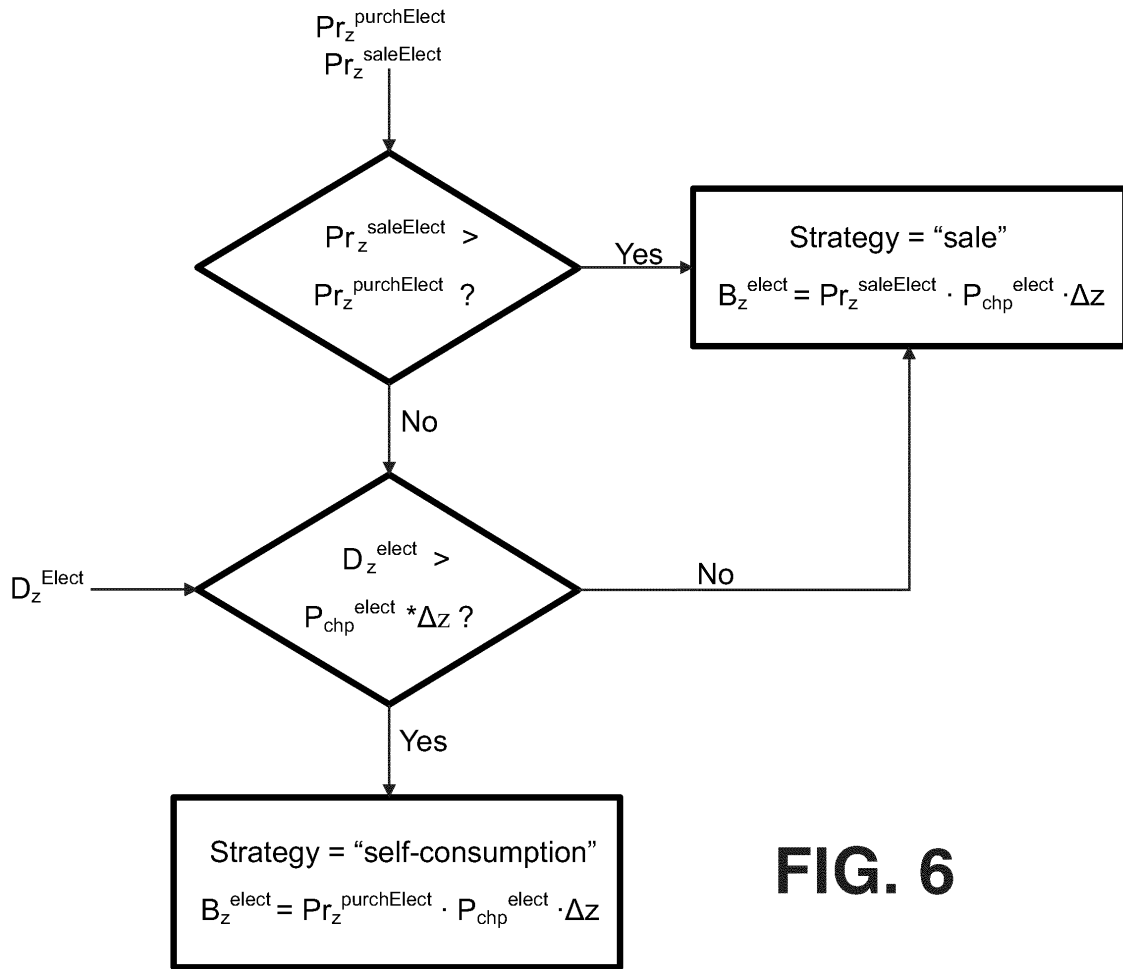 Pr_z^purchElect
Pr_z^saleElect
Pr_z^saleElect >
Pr_z^purchElect ?
Yes
Strategy = “sale”
B_z^elect = Pr_z^saleElect · P_chp^elect ·Δz
No
D_z^Elect
D_z^elect >
P_chp^elect *Δz ?
No
Yes
Strategy = “self-consumption”
B_z^elect = Pr_z^purchElect · P_chp^elect ·Δz
FIG. 6